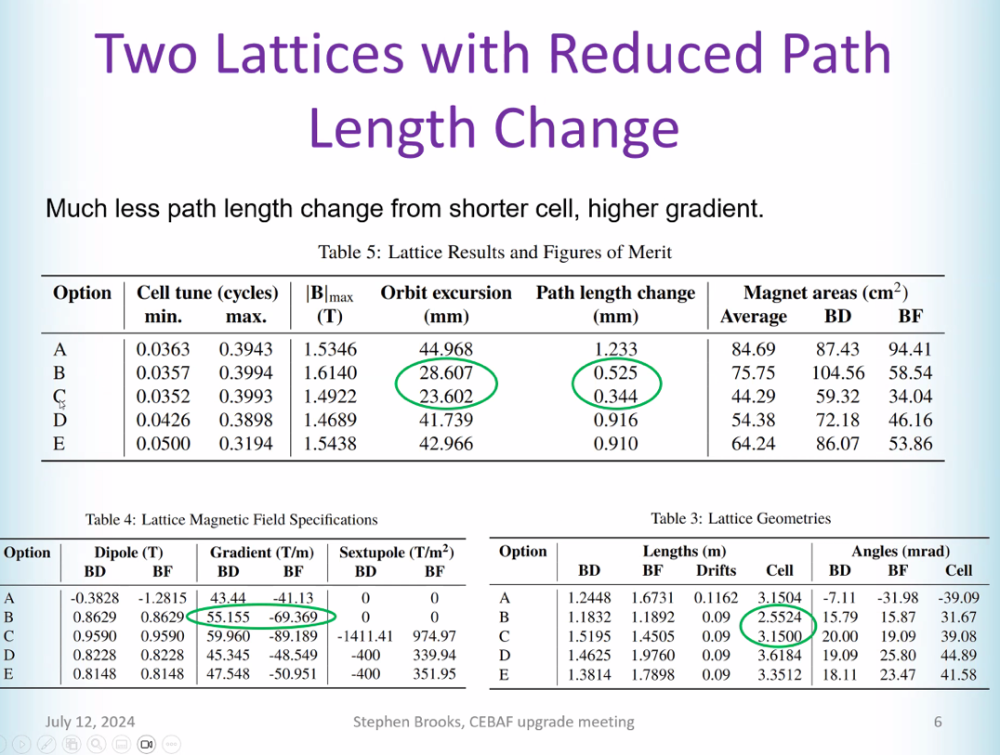 Two Lattices with Reduced Path
Length Change
Much less path length change from shorter cell, higher gradient.
Table 5: Lattice Results and Figures of Merit
Option Cell tune (cycles) |B|max Orbit excursion Path length change Magnet areas (cm²)
min. max. (T) (mm) (mm) Average BD BF
A 0.0363 0.3943 1.5346 44.968 1.233 84.69 87.43 94.41
B 0.0357 0.3994 1.6140 28.607 0.525 75.75 104.56 58.54
C 0.0352 0.3993 1.4922 23.602 0.344 44.29 59.32 34.04
D 0.0426 0.3898 1.4689 41.739 0.916 54.38 72.18 46.16
E 0.0500 0.3194 1.5438 42.966 0.910 64.24 86.07 53.86
Table 4: Lattice Magnetic Field Specifications
Option Dipole (T) Gradient (T/m) Sextupole (T/m²)
BD BF BD BF BD BF
A -0.3828 -1.2815 43.44 -41.13 0 0
B 0.8629 0.8629 55.155 -69.369 0 0
C 0.9590 0.9590 59.960 -89.189 -1411.41 974.97
D 0.8228 0.8228 45.345 -48.549 -400 339.94
E 0.8148 0.8148 47.548 -50.951 -400 351.95
Table 3: Lattice Geometries
Option Lengths (m) Angles (mrad)
BD BF Drifts Cell BD BF Cell
A 1.2448 1.6731 0.1162 3.1504 -7.11 -31.98 -39.09
B 1.1832 1.1892 0.09 2.5524 15.79 15.87 31.67
C 1.5195 1.4505 0.09 3.1500 20.00 19.09 39.08
D 1.4625 1.9760 0.09 3.6184 19.09 25.80 44.89
E 1.3814 1.7898 0.09 3.3512 18.11 23.47 41.58
July 12, 2024 Stephen Brooks, CEBAF upgrade meeting 6